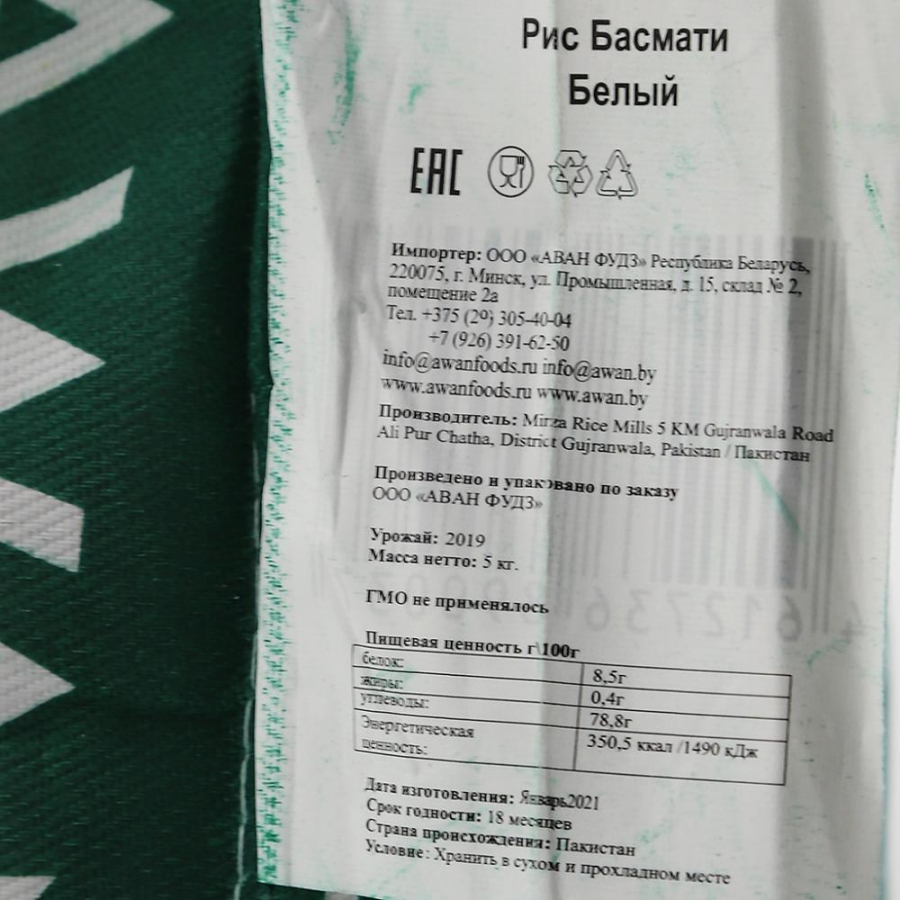 Рис Басмати
Белый
EAC
Импортер: ООО «АВАН ФУДЗ» Республика Беларусь,
220075, г. Минск, ул. Промышленная, д. 15, склад № 2,
помещение 2а
Тел. +375 (29) 305-40-04
+7 (926) 391-62-50
info@awanfoods.ru info@awan.by
www.awanfoods.ru www.awan.by
Производитель: Mirza Rice Mills 5 KM Gujranwala Road
Ali Pur Chatha, District Gujranwala, Pakistan / Пакистан
Произведено и упаковано по заказу
ООО «АВАН ФУДЗ»
Урожай: 2019
Масса нетто: 5 кг.
ГМО не применялось
Пищевая ценность г\100г
белок: 8,5г
жиры: 0,4г
углеводы: 78,8г
Энергетическая
ценность: 350,5 ккал /1490 кДж
Дата изготовления: Январь2021
Срок годности: 18 месяцев
Страна происхождения: Пакистан
Условие: Хранить в сухом и прохладном месте